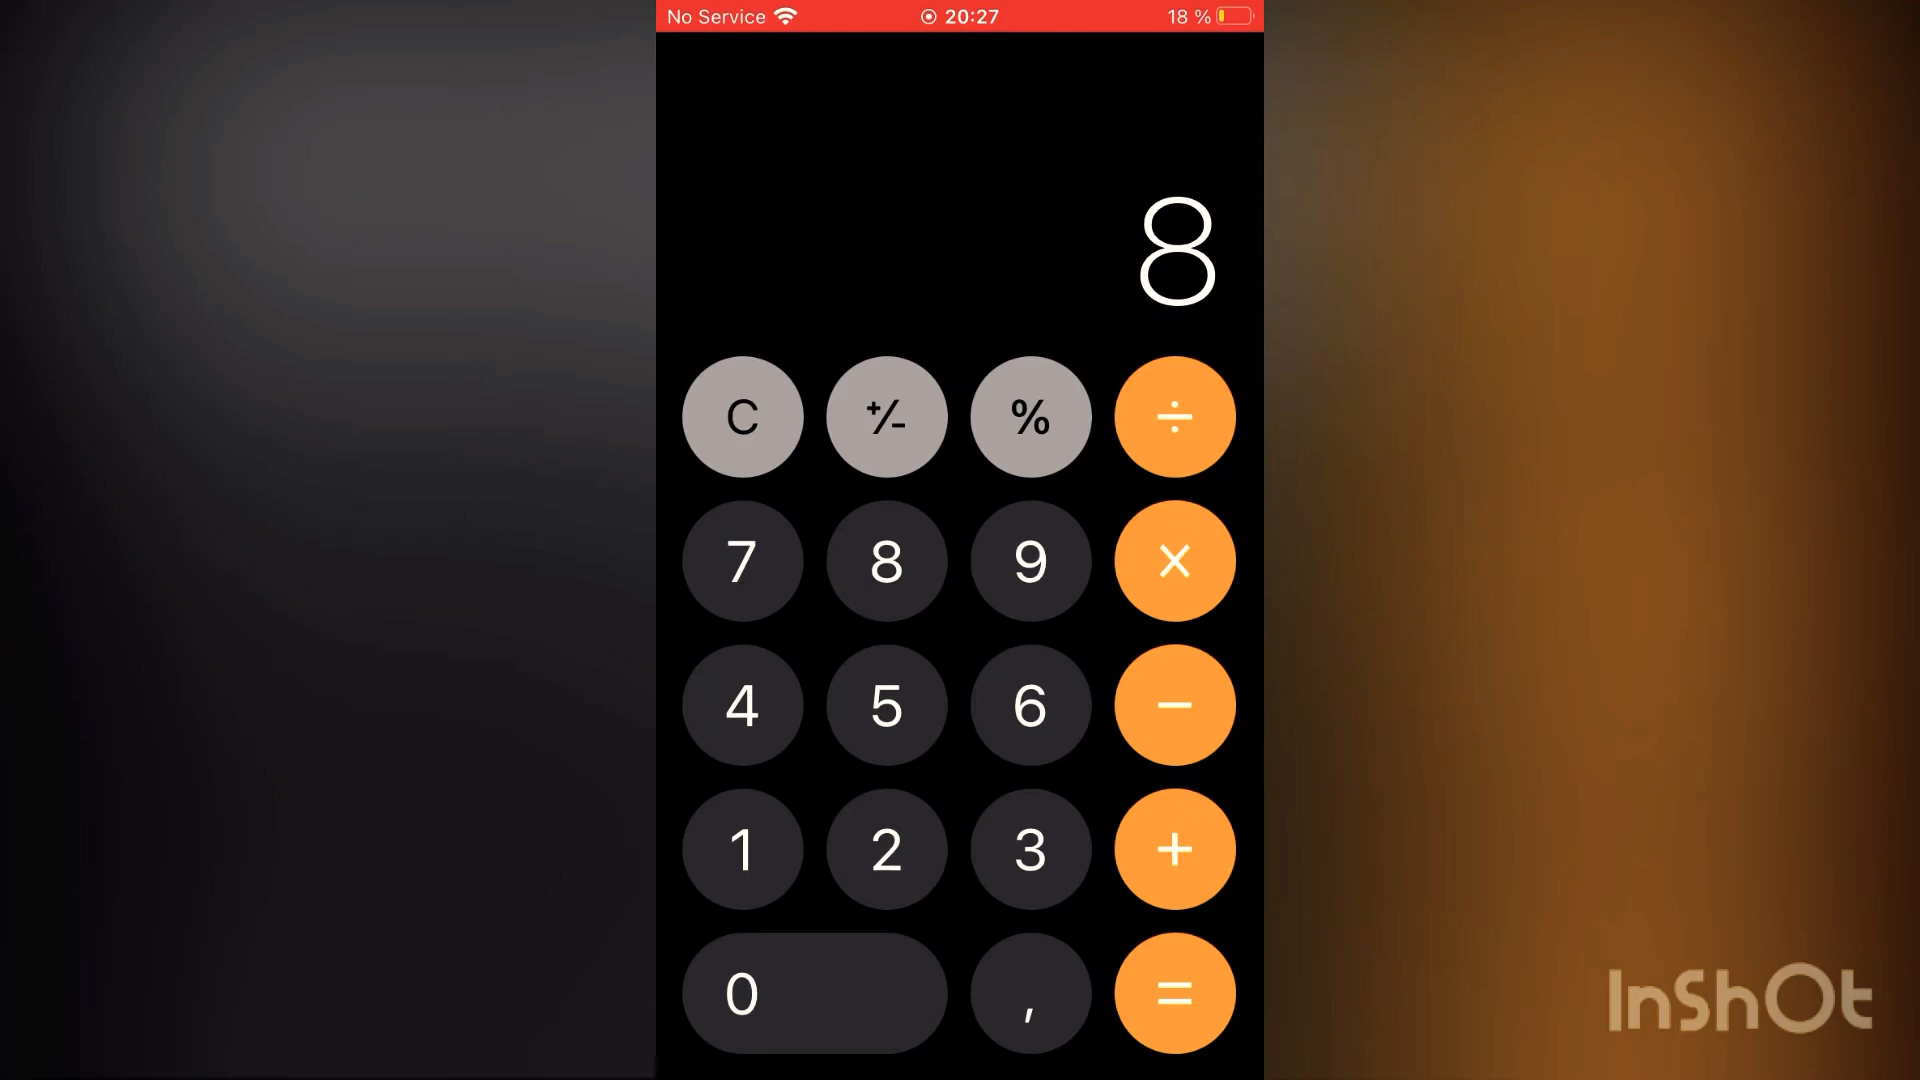 No Service 20:27 18 %
8
C +/- % ÷
7 8 9 ×
4 5 6 −
1 2 3 +
0 , =
InShOt